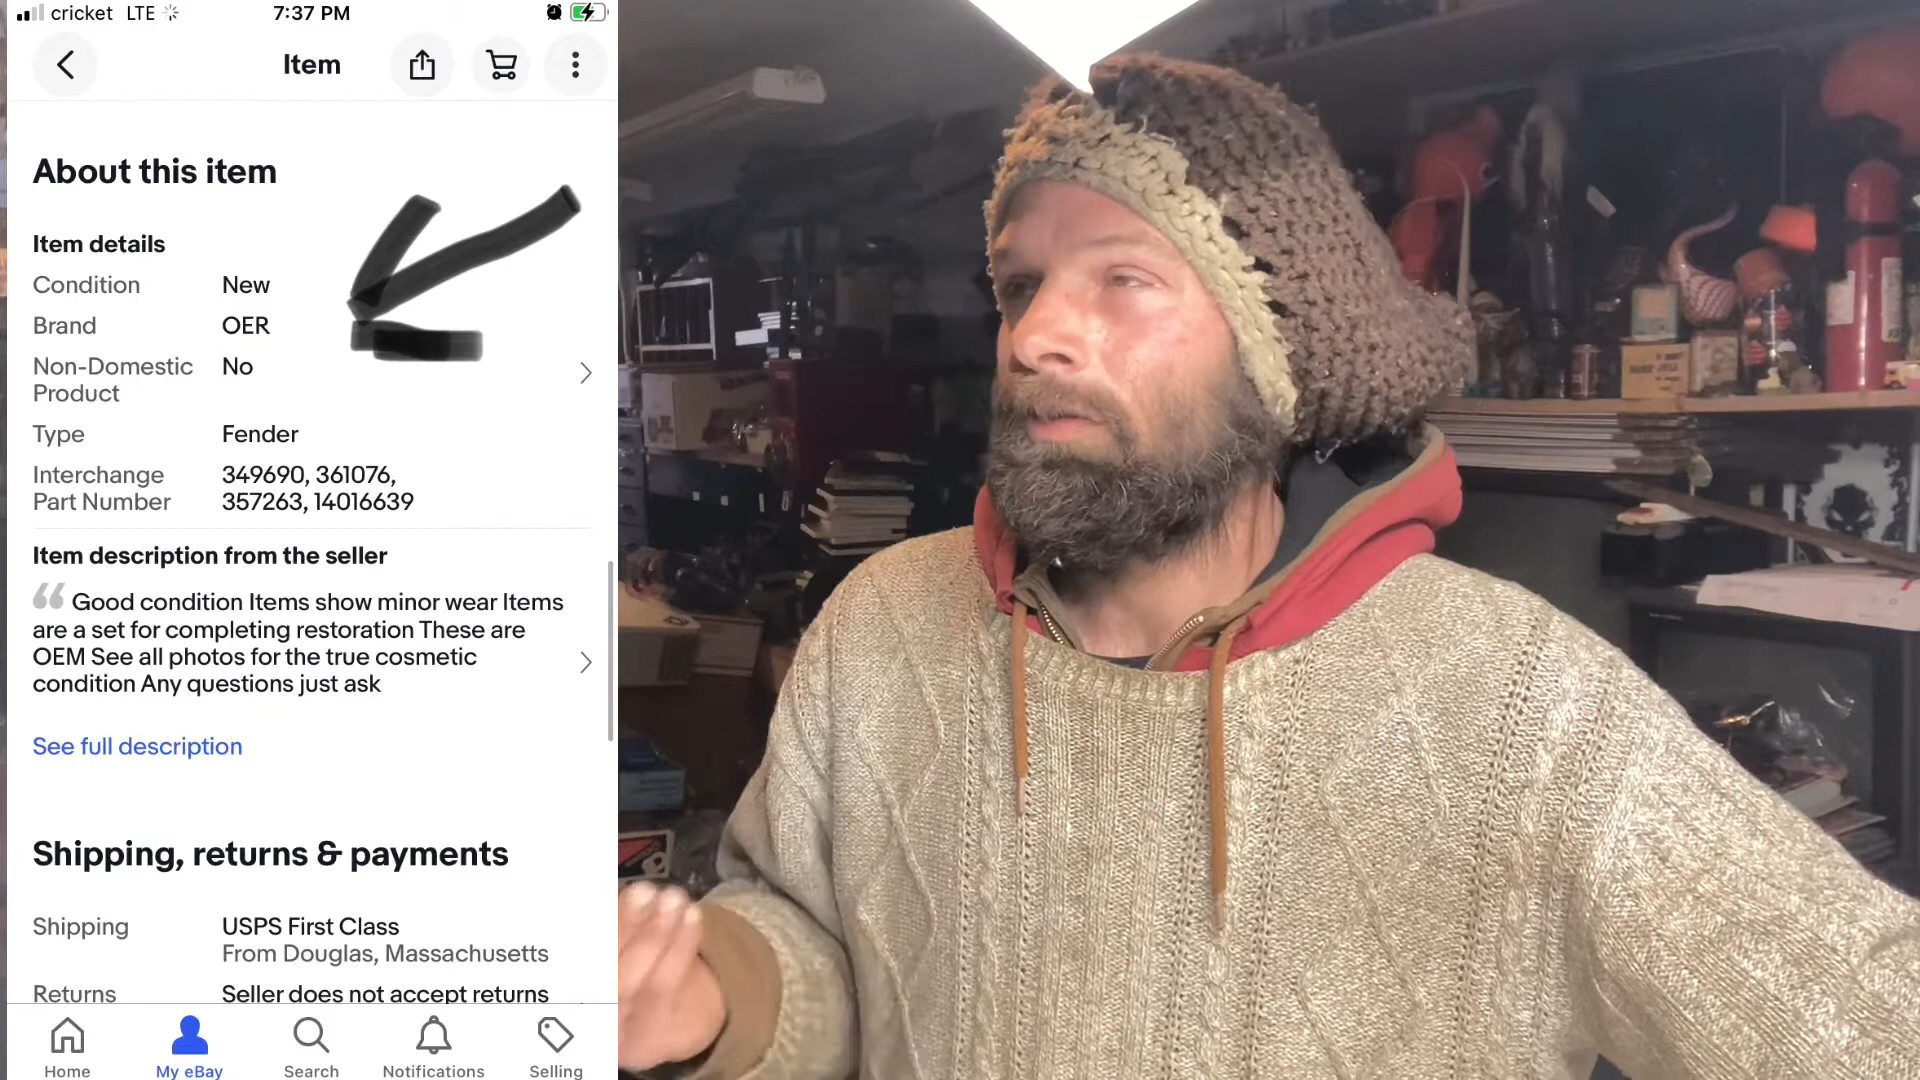 cricket LTE 7:37 PM
Item
About this item
Item details
Condition New
Brand OER
Non-Domestic No
Product
Type Fender
Interchange 349690, 361076,
Part Number 357263, 14016639
Item description from the seller
“ Good condition Items show minor wear Items
are a set for completing restoration These are
OEM See all photos for the true cosmetic
condition Any questions just ask
See full description
Shipping, returns & payments
Shipping USPS First Class
From Douglas, Massachusetts
Returns Seller does not accept returns
Home My eBay Search Notifications Selling